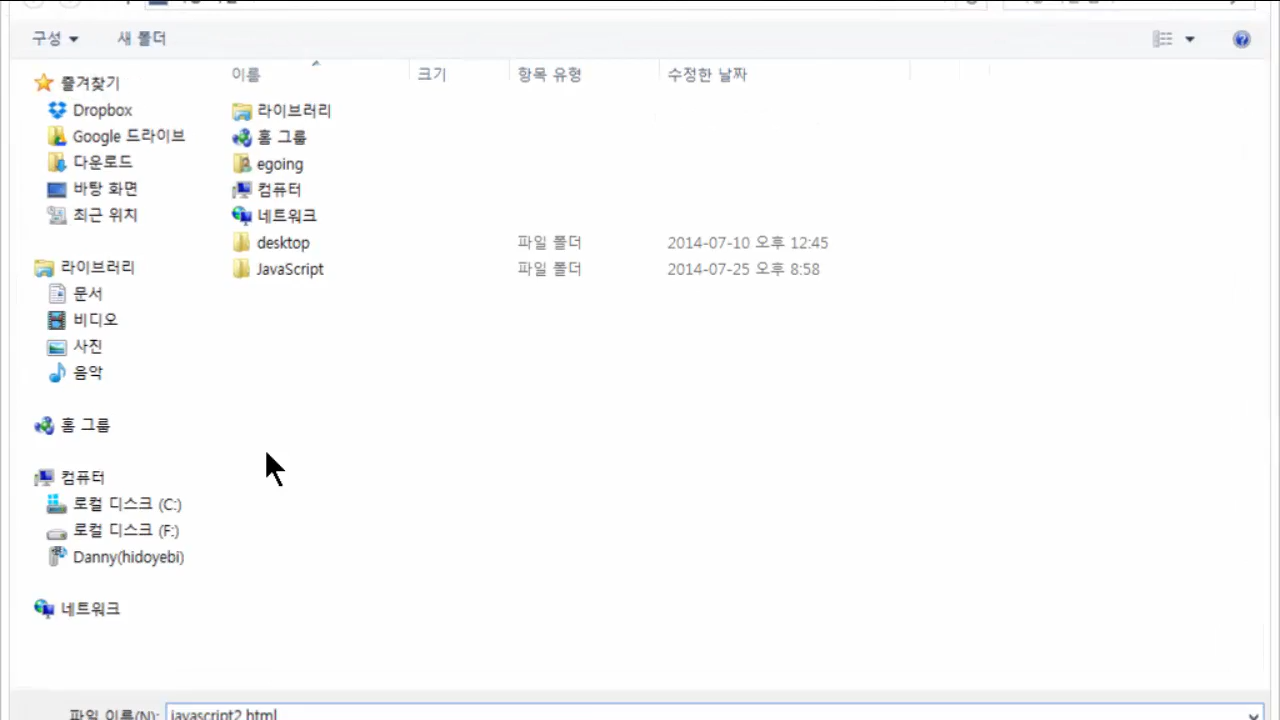 구성 새 폴더
이름 크기 항목 유형 수정한 날짜
즐겨찾기
Dropbox
Google 드라이브
다운로드
바탕 화면
최근 위치
라이브러리
문서
비디오
사진
음악
홈 그룹
컴퓨터
로컬 디스크 (C:)
로컬 디스크 (F:)
Danny(hidoyebi)
네트워크
라이브러리
홈 그룹
egoing
컴퓨터
네트워크
desktop 파일 폴더 2014-07-10 오후 12:45
JavaScript 파일 폴더 2014-07-25 오후 8:58
파일 이름(N): javascript2.html